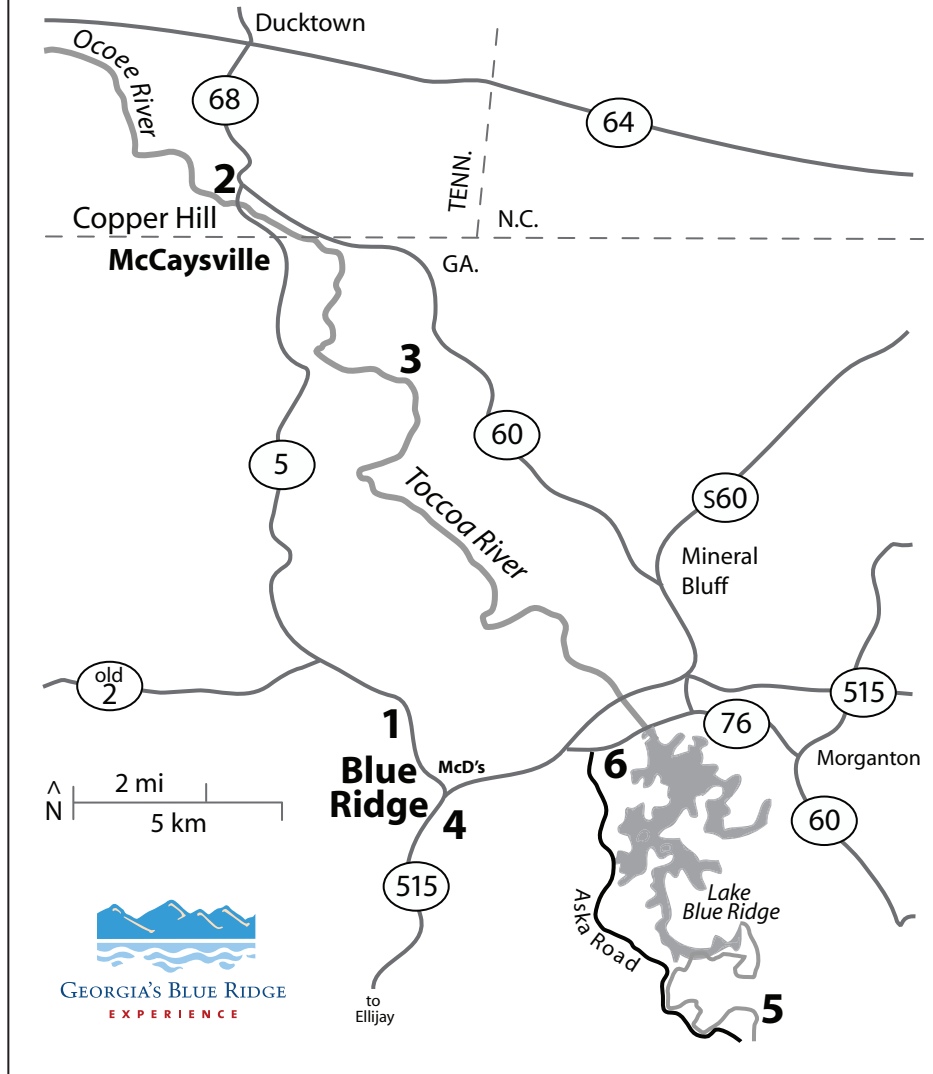 Ducktown
Ocoee River
68
64
2
TENN.
Copper Hill
N.C.
McCaysville
GA.
3
60
5
Toccoa River
S60
Mineral
Bluff
old
2
515
1
76
Blue
Ridge
McD's
6
Morganton
^
N
2 mi
5 km
4
60
515
Lake
Blue Ridge
Aska Road
GEORGIA'S BLUE RIDGE
EXPERIENCE
to
Ellijay
5